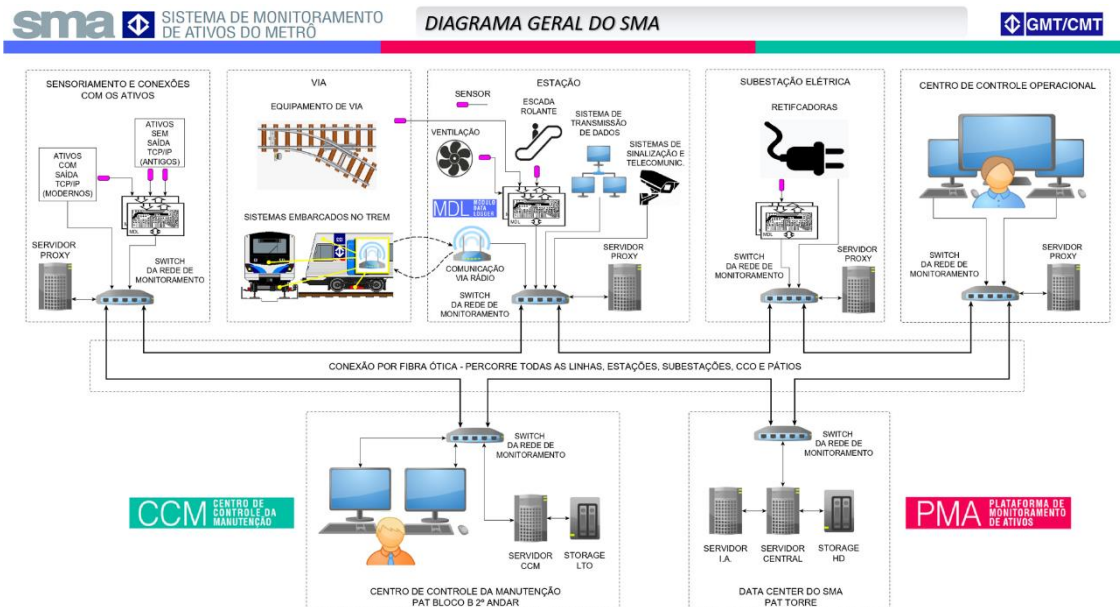 sma
SISTEMA DE MONITORAMENTO
DE ATIVOS DO METRÔ
DIAGRAMA GERAL DO SMA
GMT/CMT
SENSORIAMENTO E CONEXÕES
COM OS ATIVOS
ATIVOS
SEM
SAÍDA
TCP/IP
(ANTIGOS)
ATIVOS
COM
SAÍDA
TCP/IP
(MODERNOS)
MDL
SERVIDOR
PROXY
SWITCH
DA REDE DE
MONITORAMENTO
VIA
EQUIPAMENTO DE VIA
SISTEMAS EMBARCADOS NO TREM
ESTAÇÃO
SENSOR
VENTILAÇÃO
ESCADA
ROLANTE
SISTEMA DE
TRANSMISSÃO
DE DADOS
SISTEMAS DE
SINALIZAÇÃO E
TELECOMUNIC.
MDL
MÓDULO
DATA
LOGGER
MDL
COMUNICAÇÃO
VIA RÁDIO
SERVIDOR
PROXY
SWITCH
DA REDE DE
MONITORAMENTO
SUBESTAÇÃO ELÉTRICA
RETIFCADORAS
MDL
SWITCH
DA REDE DE
MONITORAMENTO
SERVIDOR
PROXY
CENTRO DE CONTROLE OPERACIONAL
SWITCH
DA REDE DE
MONITORAMENTO
SERVIDOR
PROXY
CONEXÃO POR FIBRA ÓTICA - PERCORRE TODAS AS LINHAS, ESTAÇÕES, SUBESTAÇÕES, CCO E PÁTIOS
CCM
CENTRO DE
CONTROLE DA
MANUTENÇÃO
SWITCH
DA REDE DE
MONITORAMENTO
SERVIDOR
CCM
STORAGE
LTO
CENTRO DE CONTROLE DA MANUTENÇÃO
PAT BLOCO B 2º ANDAR
SWITCH
DA REDE DE
MONITORAMENTO
SERVIDOR
I.A.
SERVIDOR
CENTRAL
STORAGE
HD
DATA CENTER DO SMA
PAT TORRE
PMA
PLATAFORMA DE
MONITORAMENTO
DE ATIVOS